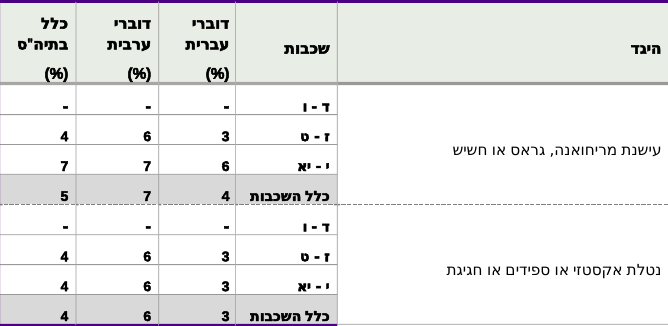 היגד שכבות דוברי עברית (%) דוברי ערבית (%) כלל בתיה"ס (%)
עישנת מריחואנה, גראס או חשיש
ד - ו - - -
ז - ט 3 6 4
י - יא 6 7 7
כלל השכבות 4 7 5
נטלת אקסטזי או ספידים או חגיגת
ד - ו - - -
ז - ט 3 6 4
י - יא 3 6 4
כלל השכבות 3 6 4